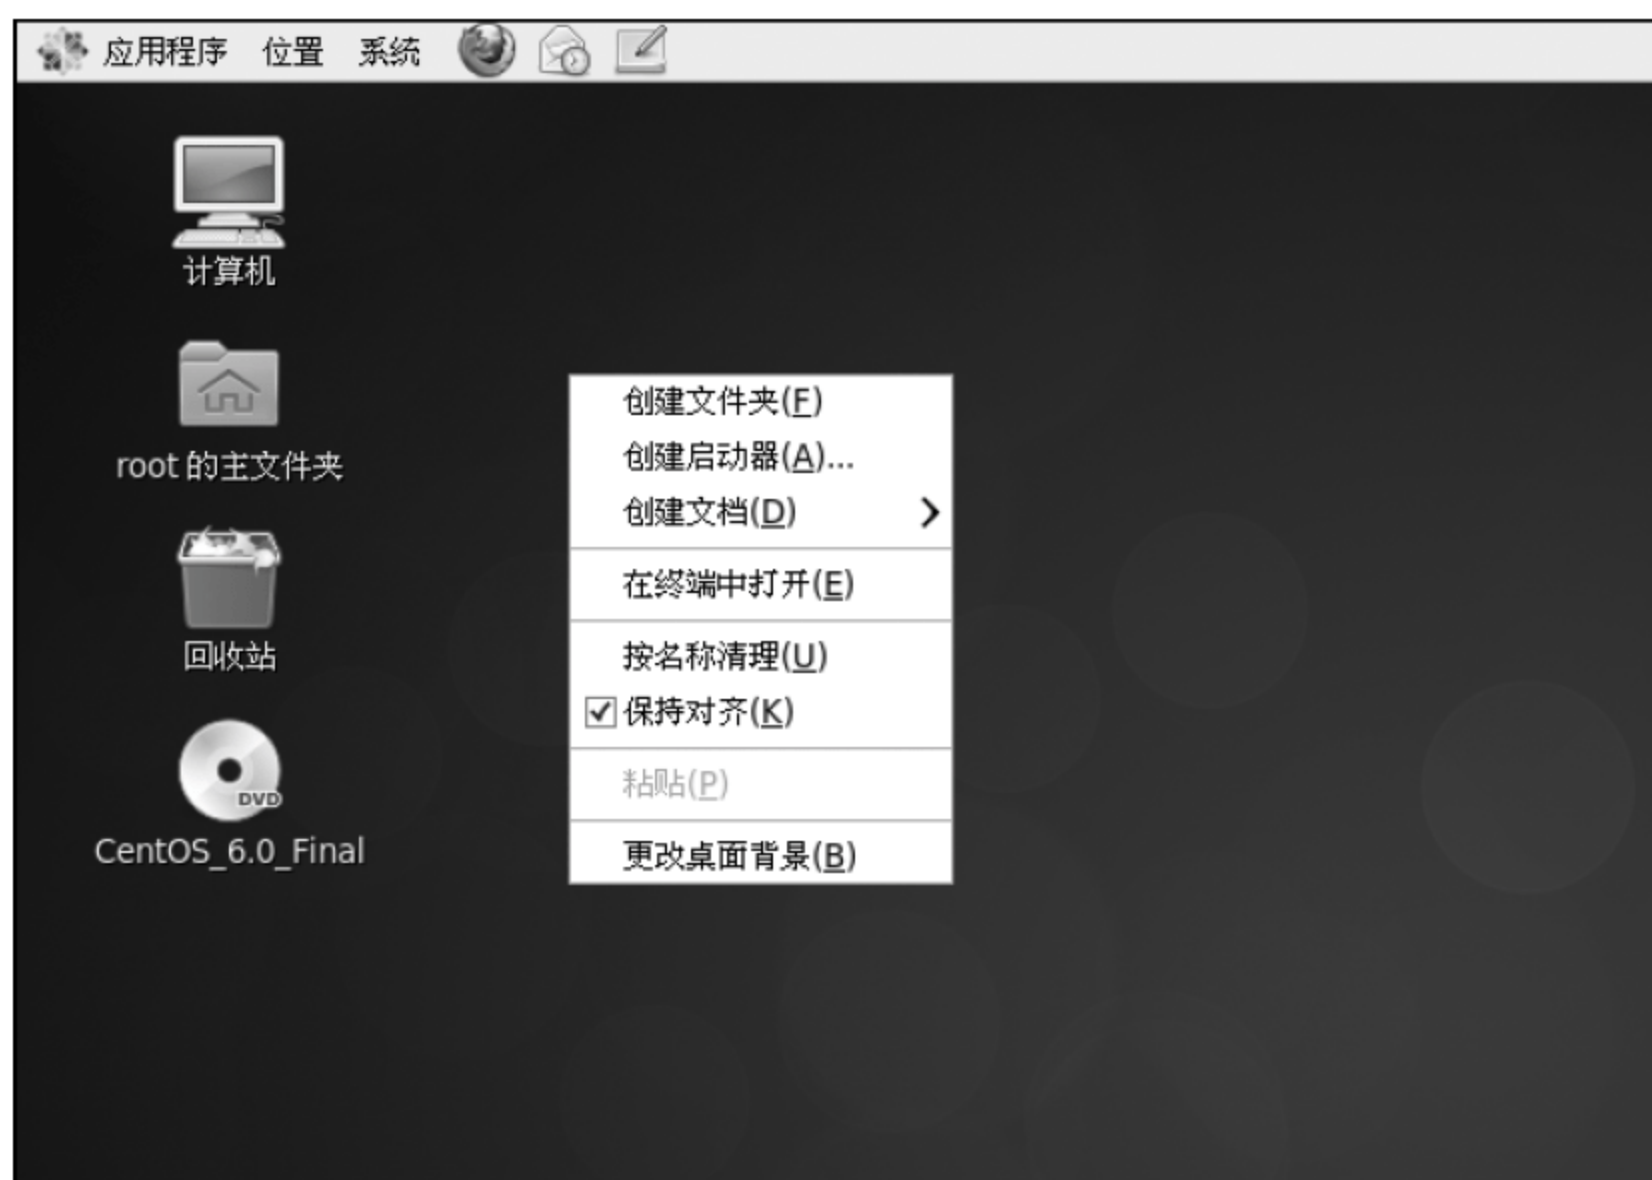 应用程序 位置 系统
计算机
root 的主文件夹
回收站
DVD
CentOS_6.0_Final
创建文件夹(F)
创建启动器(A)...
创建文档(D)
在终端中打开(E)
按名称清理(U)
保持对齐(K)
粘贴(P)
更改桌面背景(B)